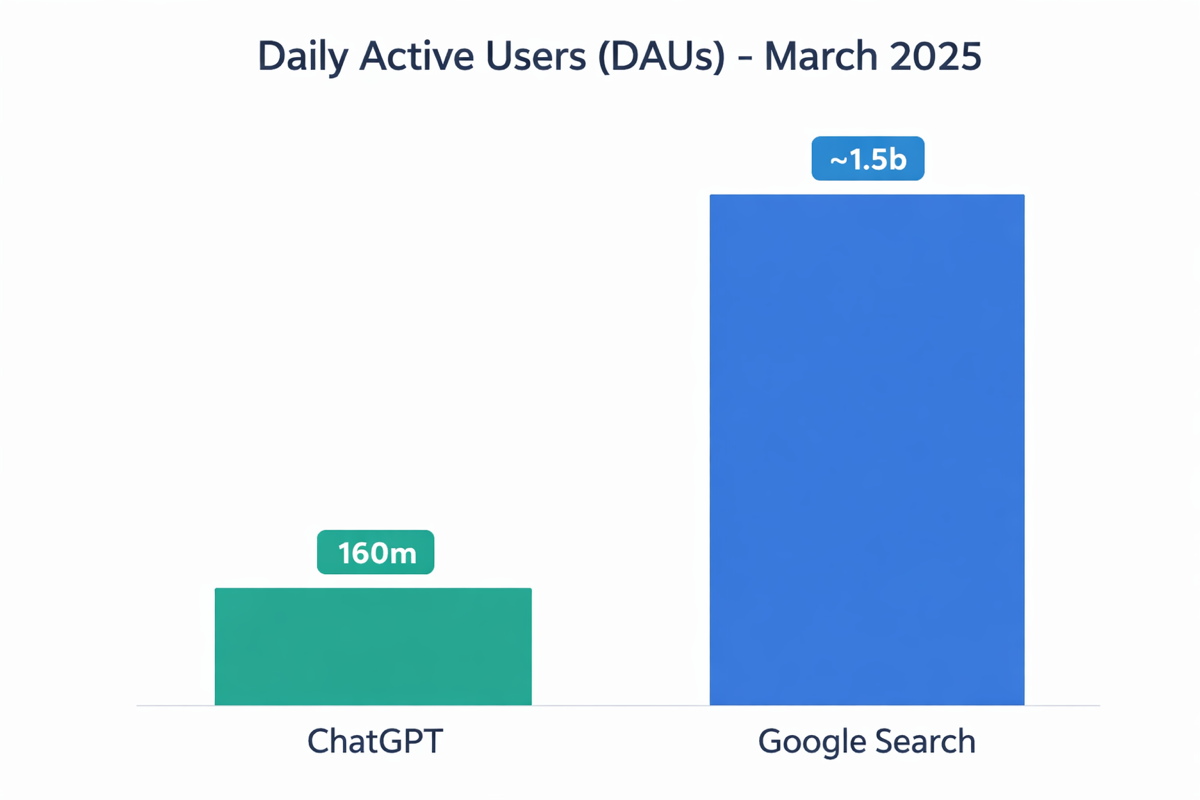 Daily Active Users (DAUs) - March 2025
~1.5b
160m
ChatGPT
Google Search